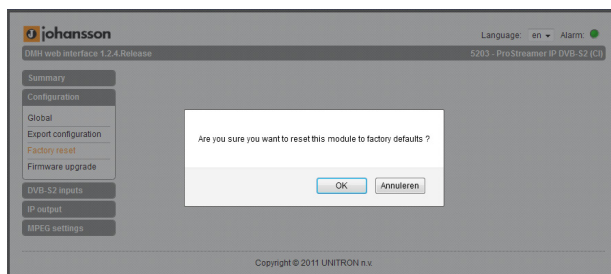 johansson
Language: en Alarm:
DMH web interface 1.2.4.Release
5203 - ProStreamer IP DVB-S2 (CI)
Summary
Configuration
Global
Export configuration
Factory reset
Firmware upgrade
DVB-S2 inputs
IP output
MPEG settings
Are you sure you want to reset this module to factory defaults ?
OK Annuleren
Copyright © 2011 UNITRON n.v.